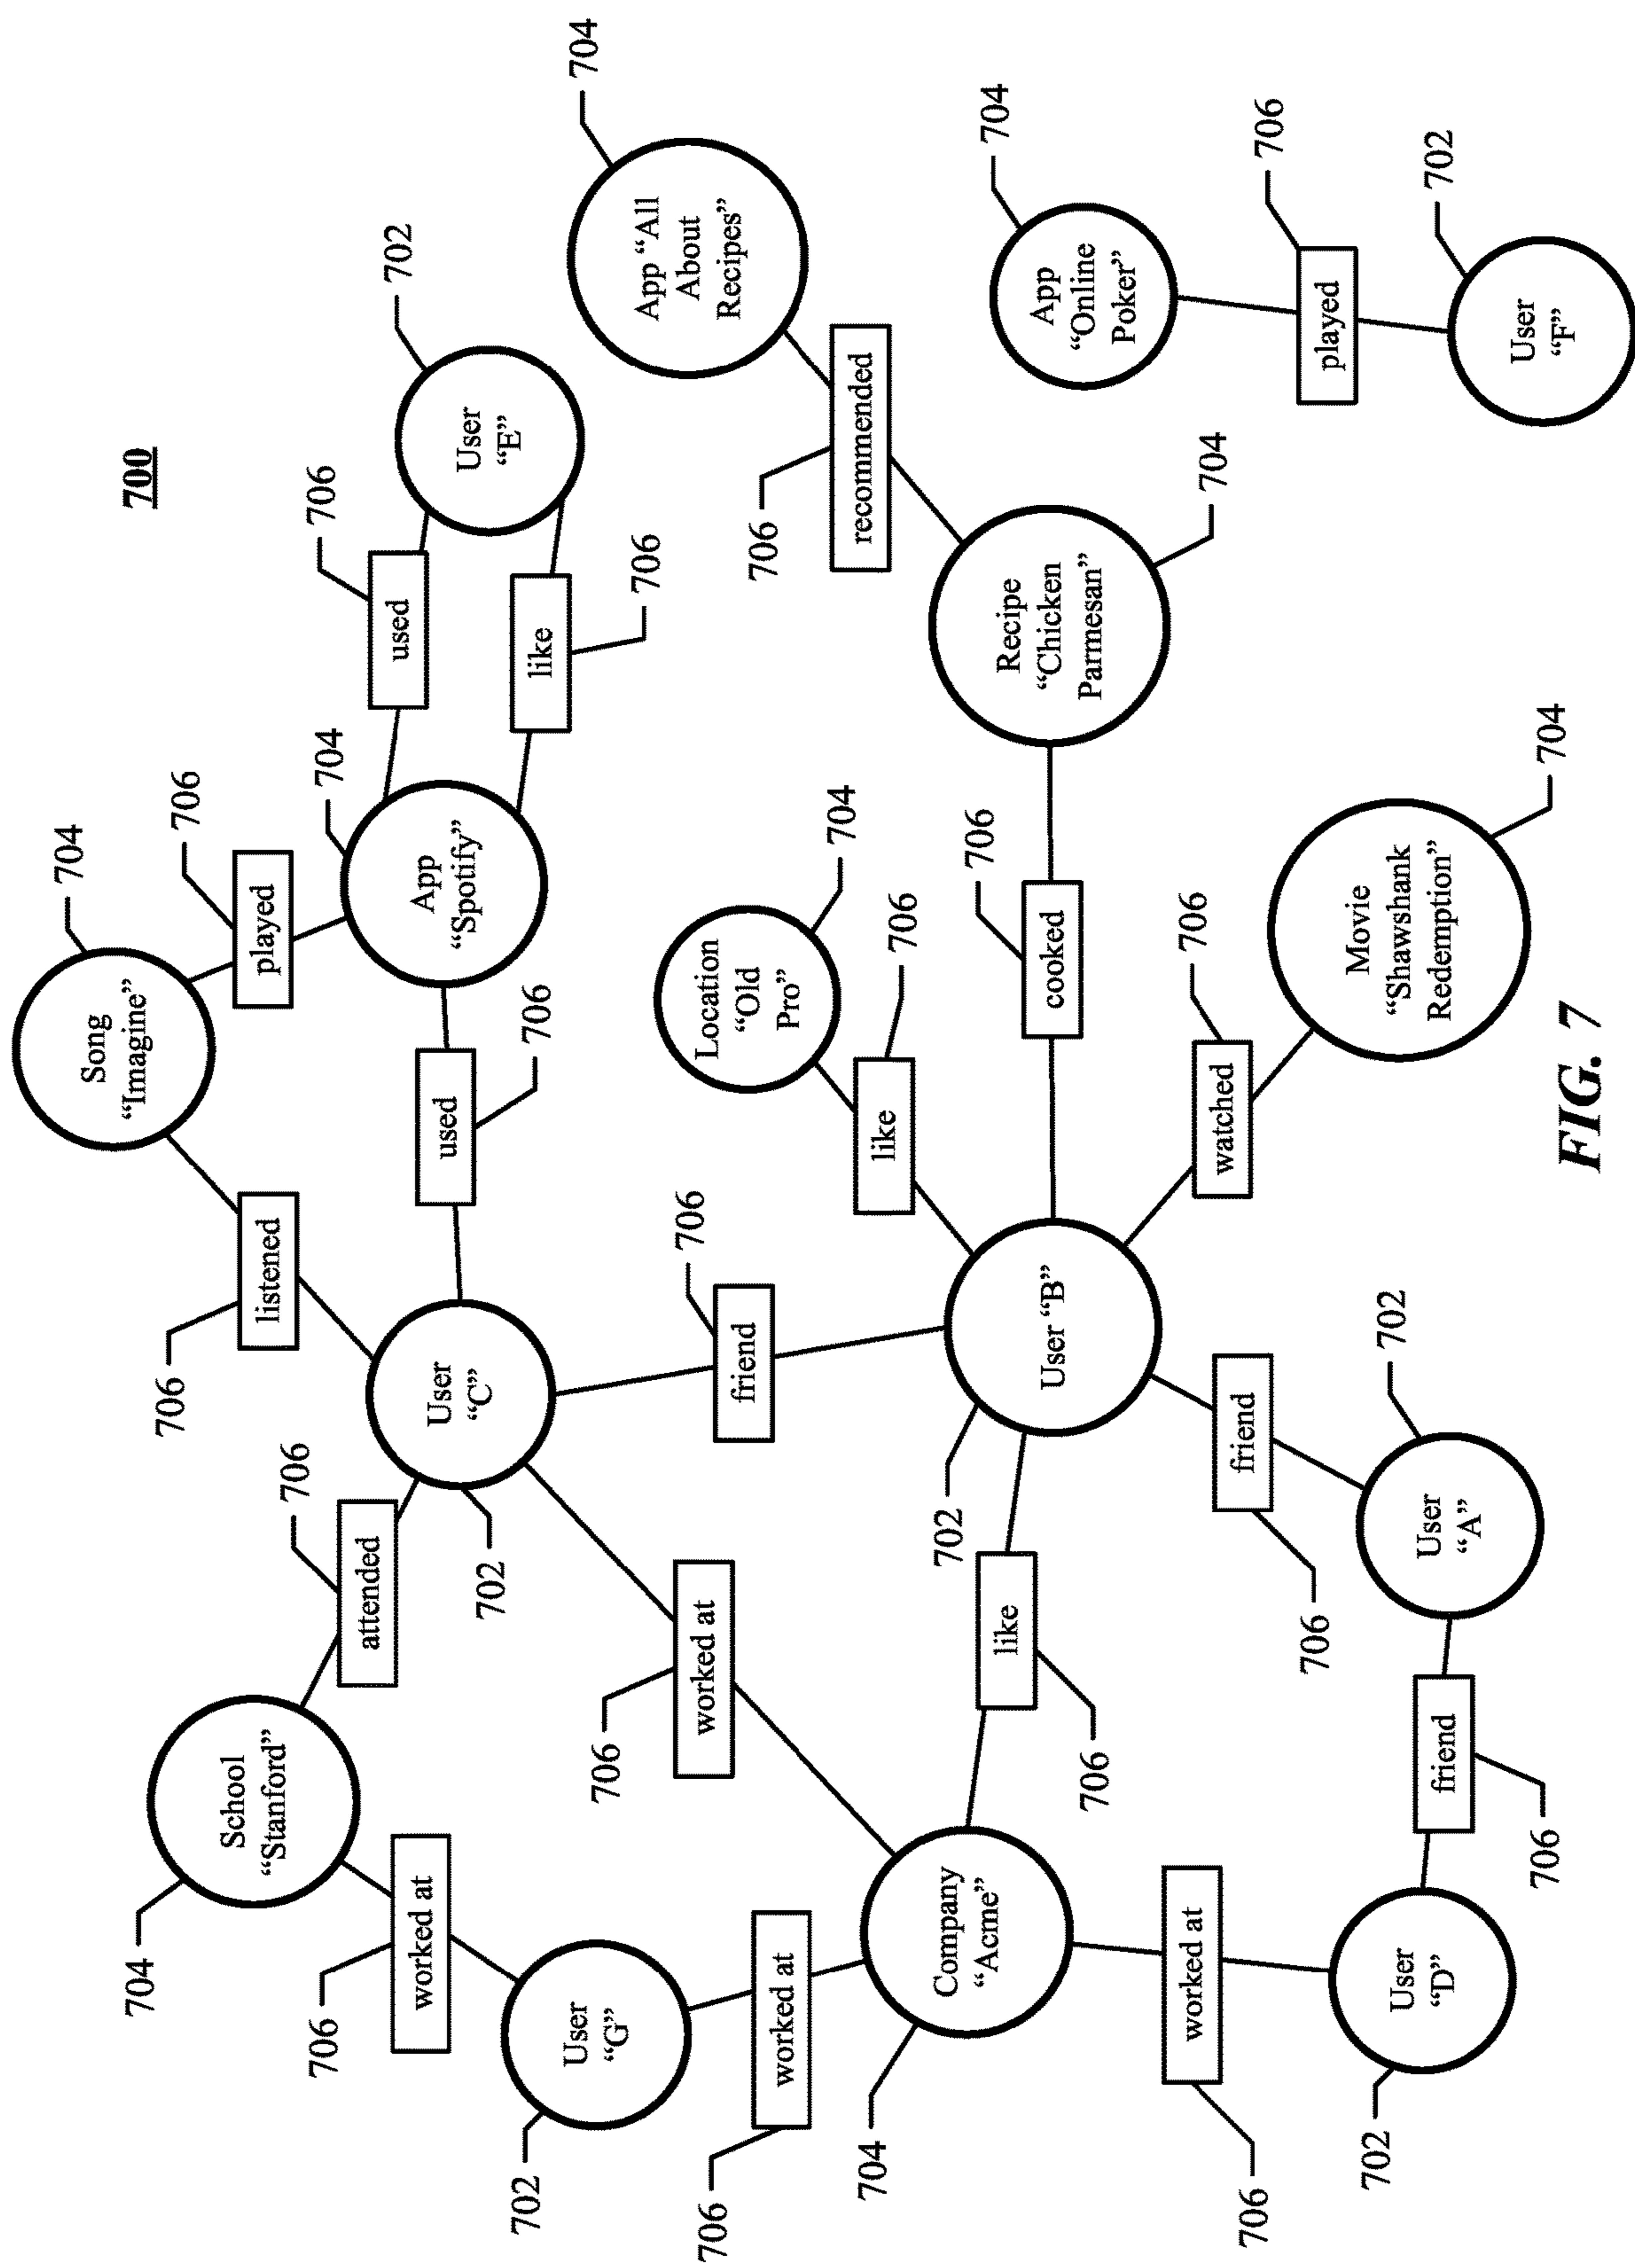 700
704
Song
“Imagine”
706
played
706
listened
704
School
“Stanford”
706
attended
702
User
“E”
706
used
704
App
“Spotify”
706
like
706
used
User
“C”
702
706
worked at
702
User
“G”
706
worked at
706
worked at
706
friend
704
App “All
About
Recipes”
706
recommended
704
Location
“Old
Pro”
706
like
704
Company
“Acme”
706
like
702
User “B”
706
cooked
Recipe
“Chicken
Parmesan”
704
704
App
“Online
Poker”
706
played
702
User
“F”
706
watched
Movie
“Shawshank
Redemption”
704
706
friend
702
User
“A”
706
friend
706
worked at
702
User
“D”
FIG. 7